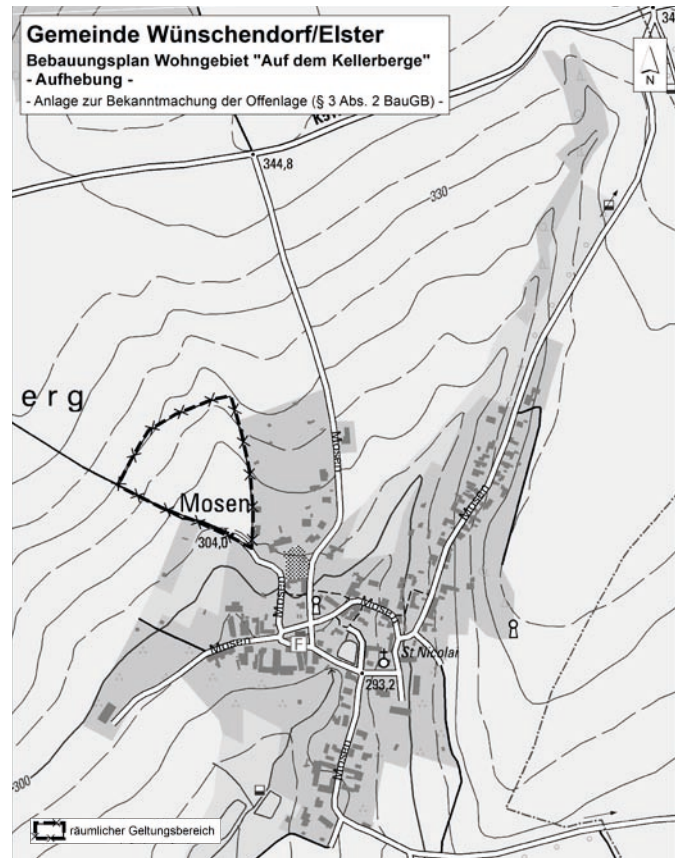 Gemeinde Wünschendorf/Elster
Bebauungsplan Wohngebiet "Auf dem Kellerberge"
- Aufhebung -
- Anlage zur Bekanntmachung der Offenlage (§ 3 Abs. 2 BauGB) -
N
344,8
330
erg
Mosen
Mosen
304,0
Mosen
Mosen
Mosen
Mosen
F
St.Nicolai
293,2
Mosen
300
räumlicher Geltungsbereich